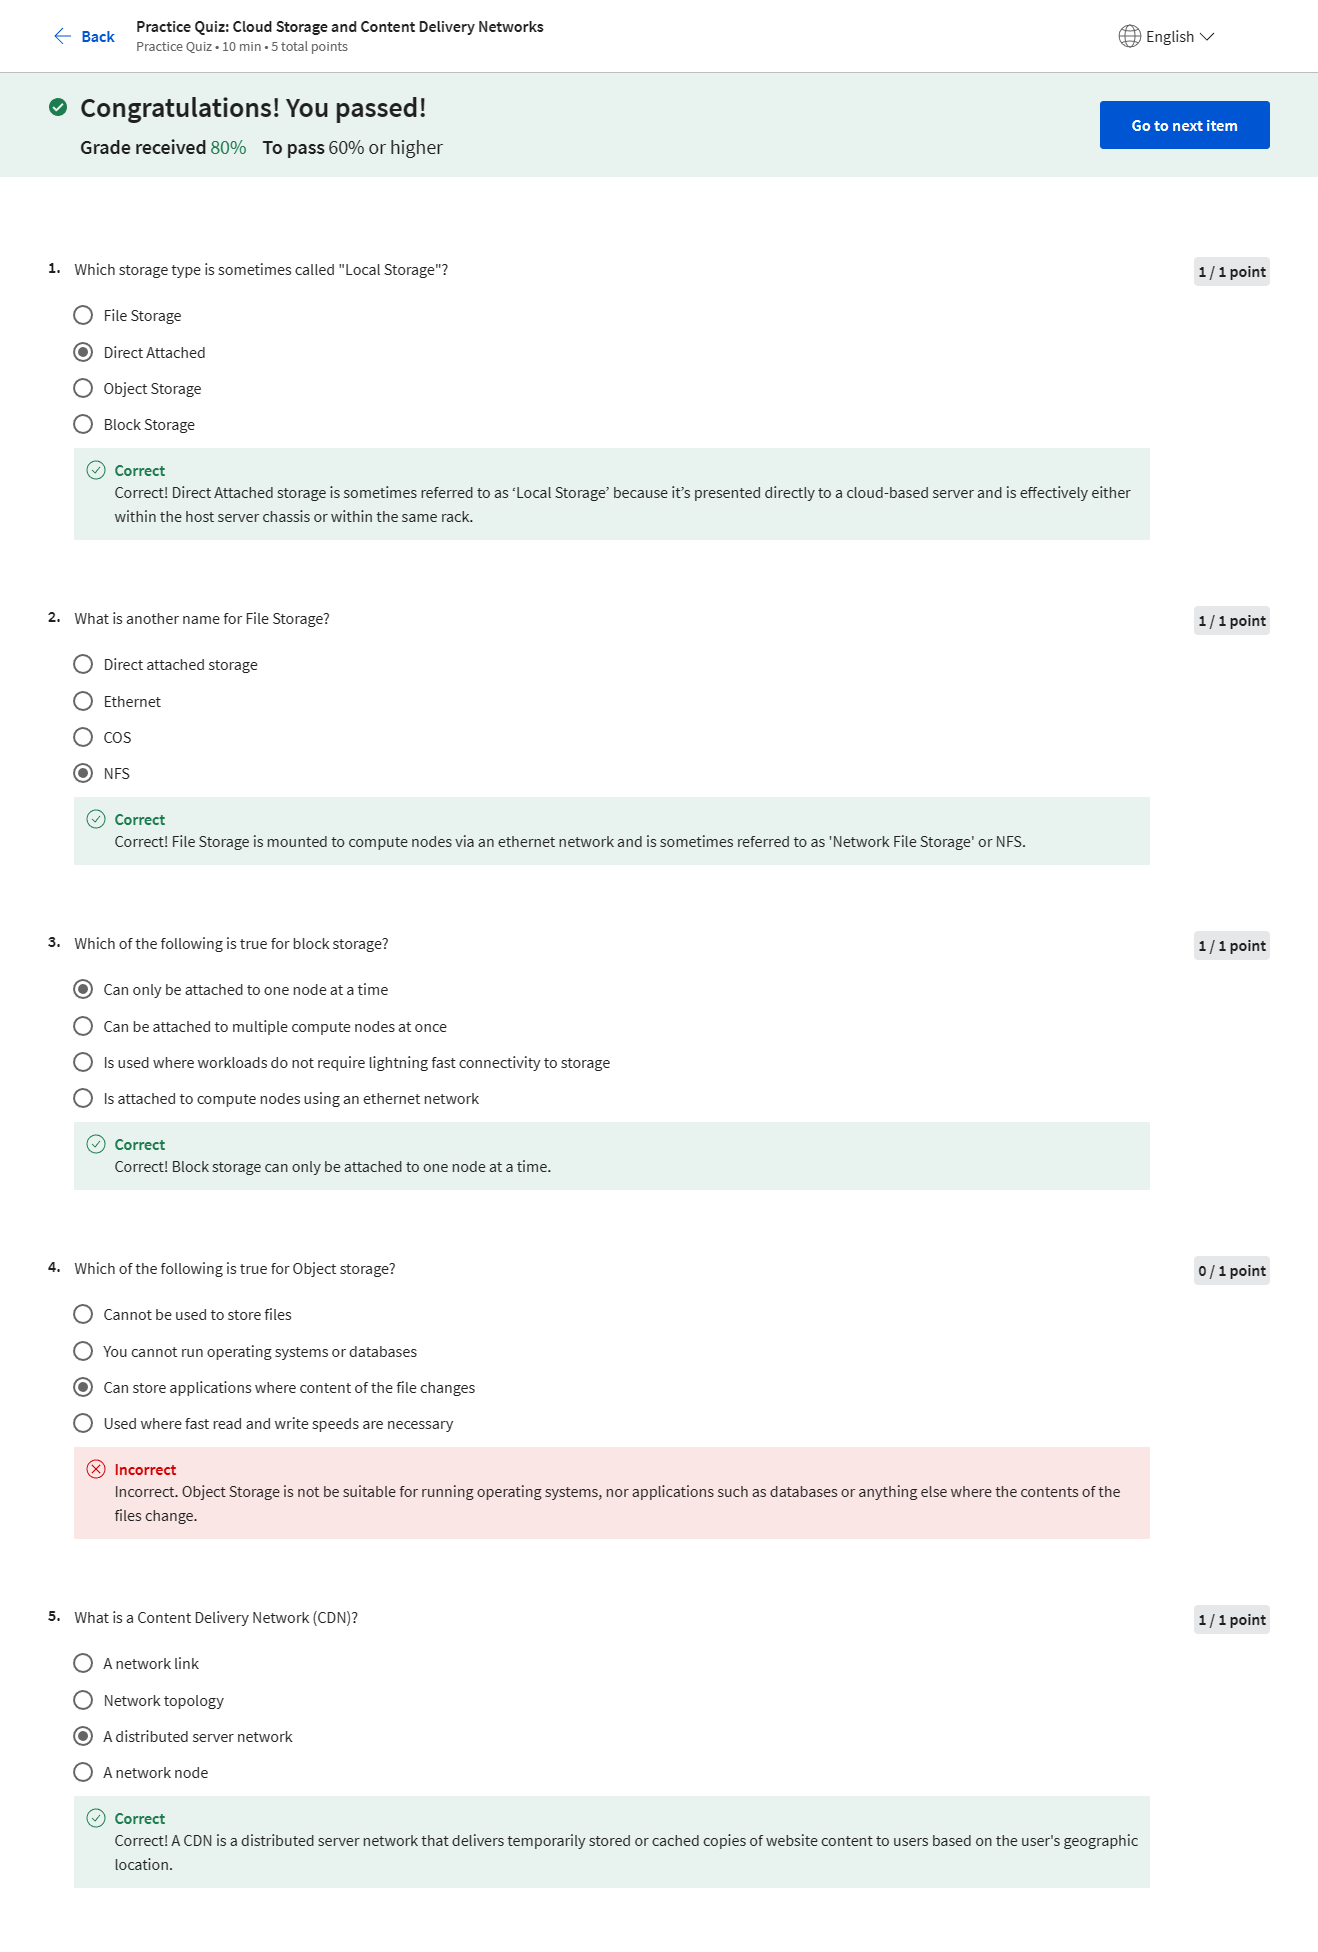 Back
Practice Quiz: Cloud Storage and Content Delivery Networks
Practice Quiz • 10 min • 5 total points
English
Congratulations! You passed!
Grade received 80% To pass 60% or higher
Go to next item
1. Which storage type is sometimes called "Local Storage"?
1 / 1 point
File Storage
Direct Attached
Object Storage
Block Storage
Correct
Correct! Direct Attached storage is sometimes referred to as ‘Local Storage’ because it’s presented directly to a cloud-based server and is effectively either
within the host server chassis or within the same rack.
2. What is another name for File Storage?
1 / 1 point
Direct attached storage
Ethernet
COS
NFS
Correct
Correct! File Storage is mounted to compute nodes via an ethernet network and is sometimes referred to as 'Network File Storage' or NFS.
3. Which of the following is true for block storage?
1 / 1 point
Can only be attached to one node at a time
Can be attached to multiple compute nodes at once
Is used where workloads do not require lightning fast connectivity to storage
Is attached to compute nodes using an ethernet network
Correct
Correct! Block storage can only be attached to one node at a time.
4. Which of the following is true for Object storage?
0 / 1 point
Cannot be used to store files
You cannot run operating systems or databases
Can store applications where content of the file changes
Used where fast read and write speeds are necessary
Incorrect
Incorrect. Object Storage is not be suitable for running operating systems, nor applications such as databases or anything else where the contents of the
files change.
5. What is a Content Delivery Network (CDN)?
1 / 1 point
A network link
Network topology
A distributed server network
A network node
Correct
Correct! A CDN is a distributed server network that delivers temporarily stored or cached copies of website content to users based on the user's geographic
location.